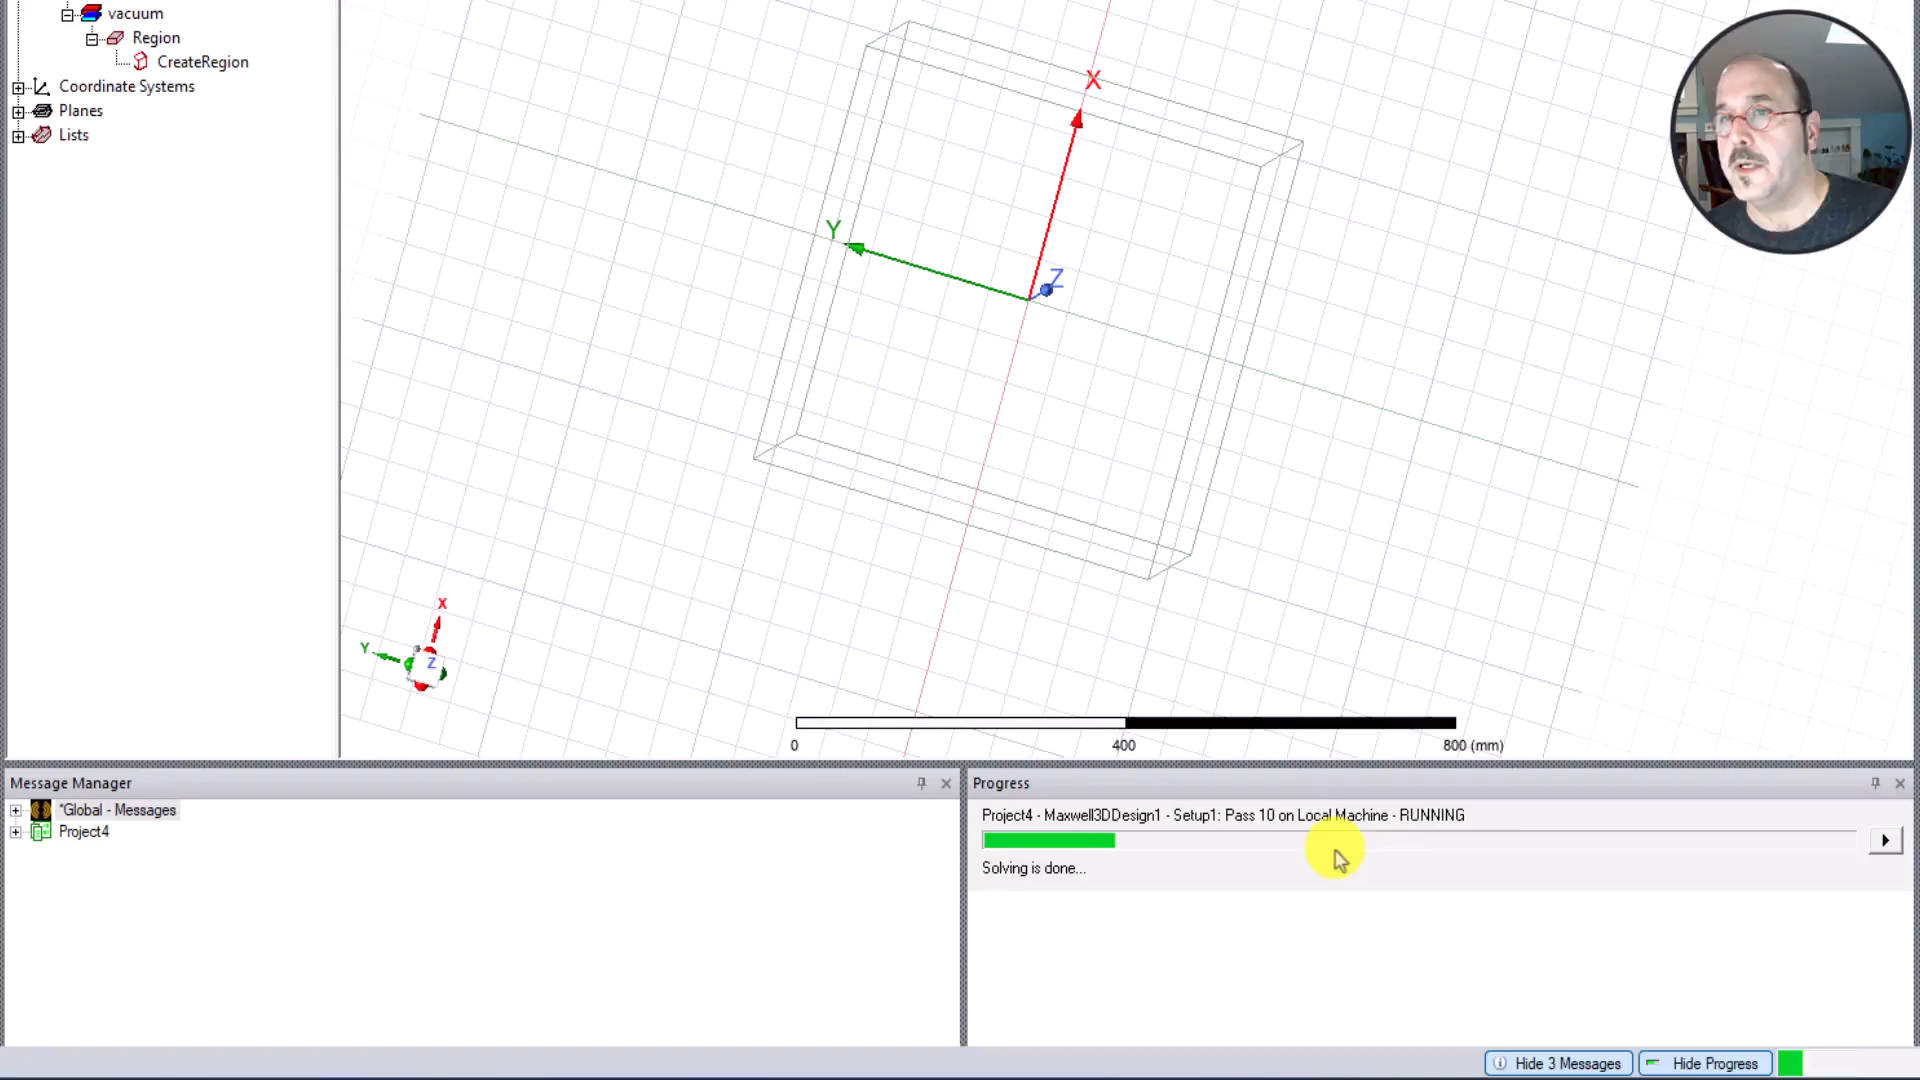 vacuum
Region
CreateRegion
Coordinate Systems
Planes
Lists
X
Y
Z
X
Y
Z
0 400 800 (mm)
Message Manager
*Global - Messages
Project4
Progress
Project4 - Maxwell3DDesign1 - Setup1: Pass 10 on Local Machine - RUNNING
Solving is done...
Hide 3 Messages Hide Progress